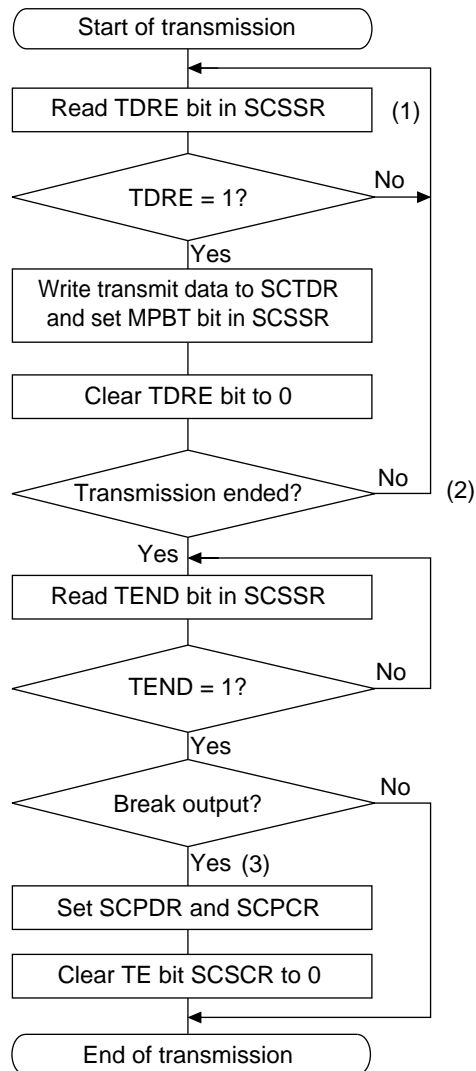 Start of transmission
Read TDRE bit in SCSSR
(1)
TDRE = 1?
No
Yes
Write transmit data to SCTDR
and set MPBT bit in SCSSR
Clear TDRE bit to 0
Transmission ended?
No
(2)
Yes
Read TEND bit in SCSSR
TEND = 1?
No
Yes
Break output?
No
Yes (3)
Set SCPDR and SCPCR
Clear TE bit SCSCR to 0
End of transmission